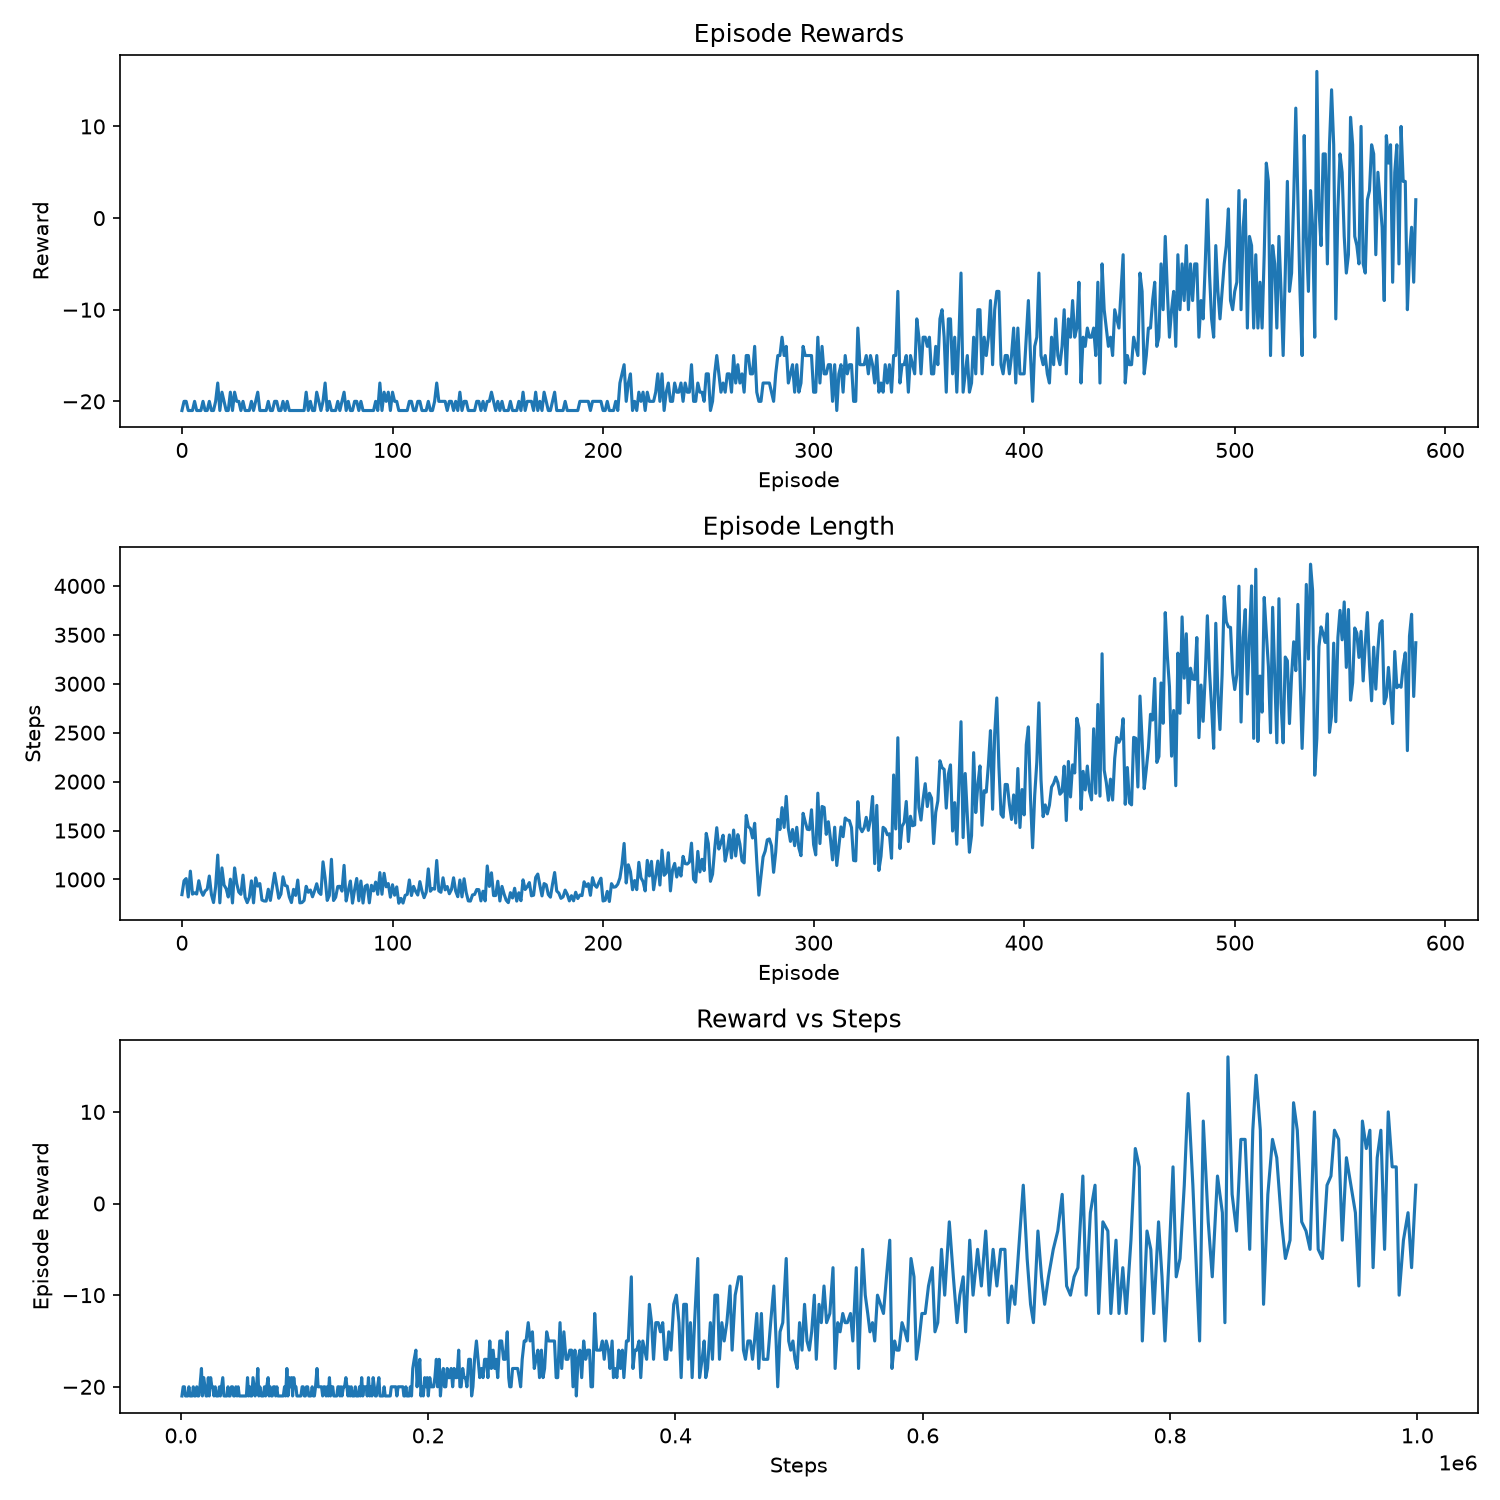 Episode Rewards
10
0
−10
−20
Reward
0 100 200 300 400 500 600
Episode
Episode Length
4000
3500
3000
2500
2000
1500
1000
Steps
0 100 200 300 400 500 600
Episode
Reward vs Steps
10
0
−10
−20
Episode Reward
0.0 0.2 0.4 0.6 0.8 1.0
1e6
Steps